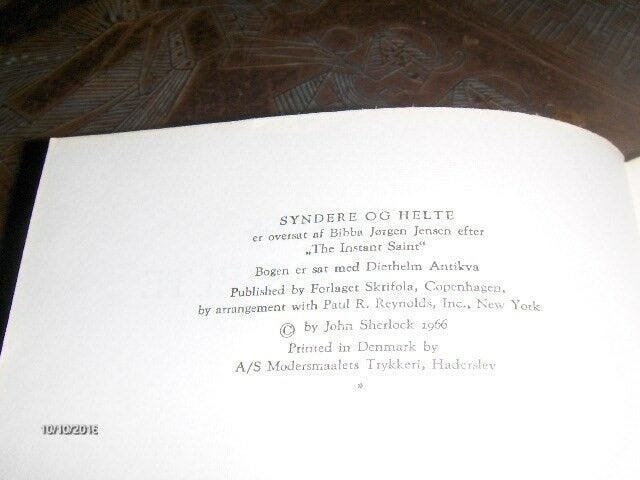 SYNDERE OG HELTE
er oversat af Bibba Jørgen Jensen efter
„The Instant Saint“
Bogen er sat med Diethelm Antikva
Published by Forlaget Skrifola, Copenhagen,
by arrangement with Paul R. Reynolds, Inc., New York
© by John Sherlock 1966
Printed in Denmark by
A/S Modersmaalets Trykkeri, Haderslev
»
10/10/2016